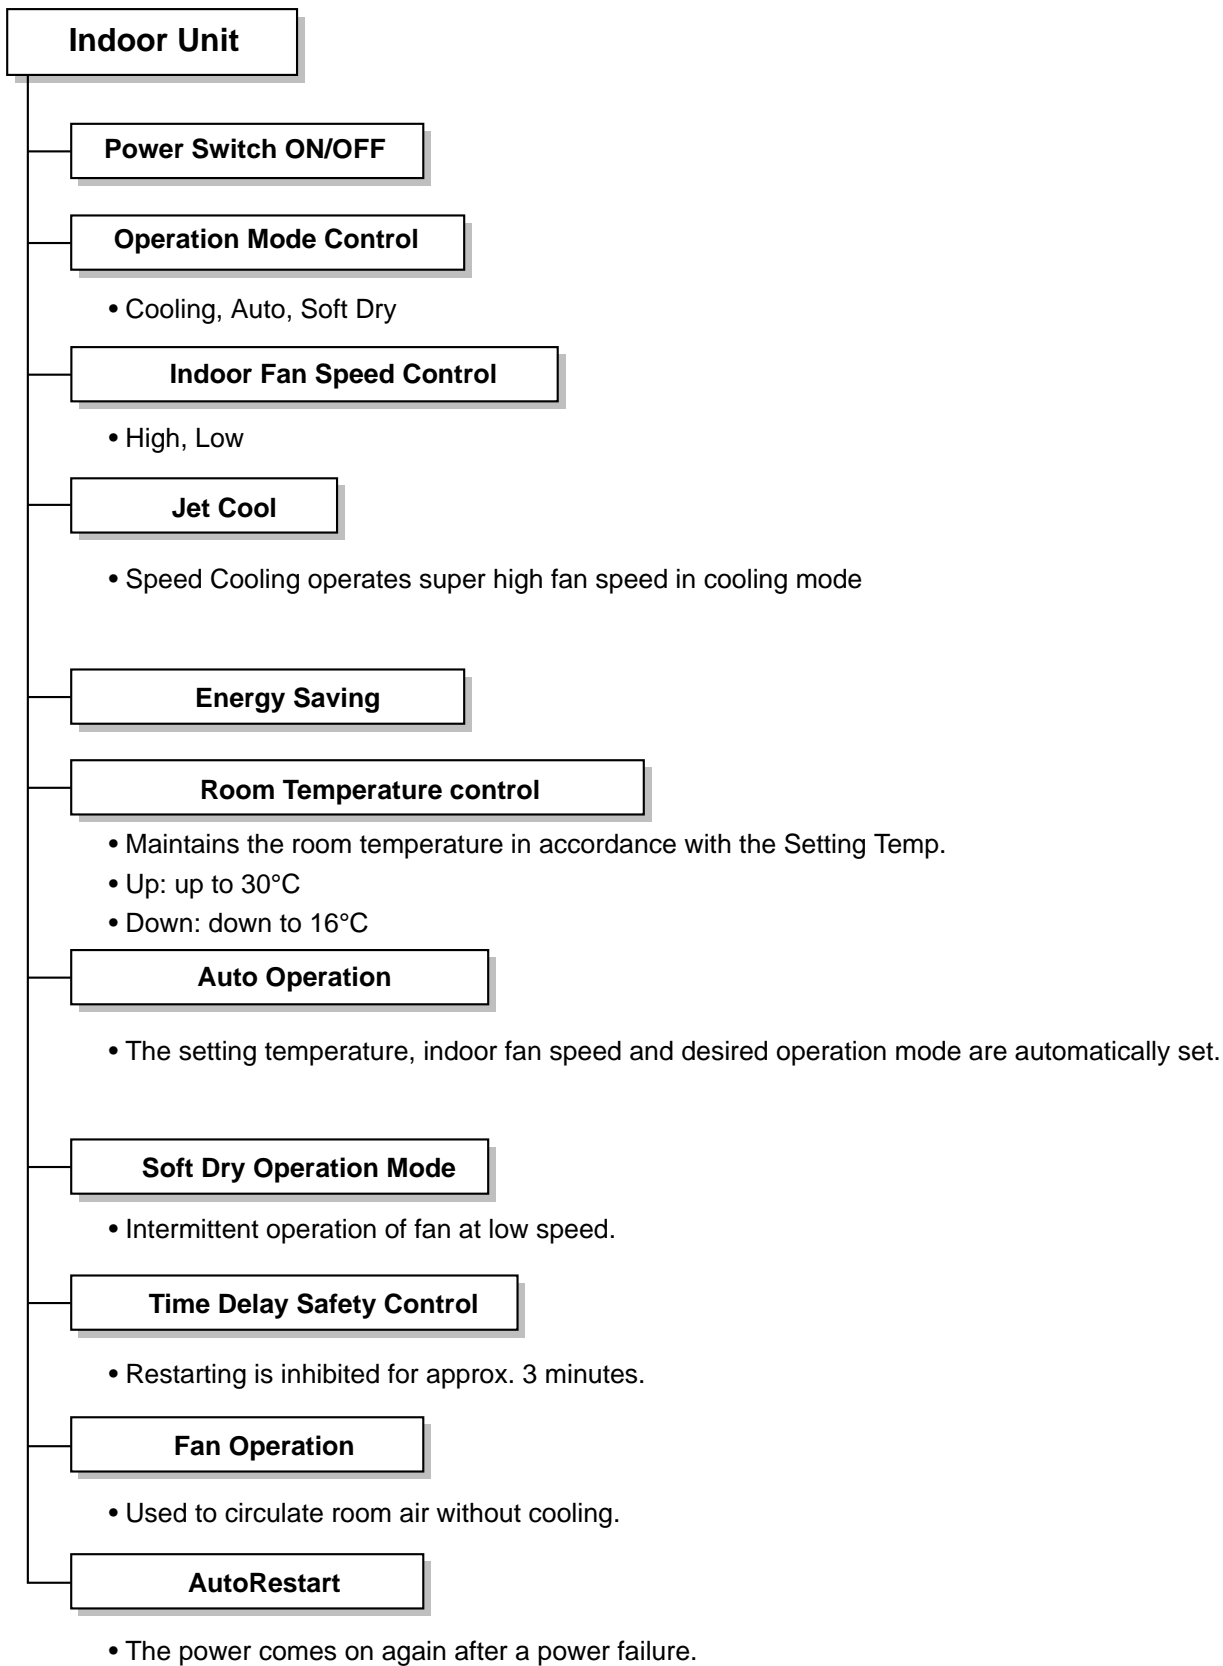 Indoor Unit
Power Switch ON/OFF
Operation Mode Control
• Cooling, Auto, Soft Dry
Indoor Fan Speed Control
• High, Low
Jet Cool
• Speed Cooling operates super high fan speed in cooling mode
Energy Saving
Room Temperature control
• Maintains the room temperature in accordance with the Setting Temp.
• Up: up to 30°C
• Down: down to 16°C
Auto Operation
• The setting temperature, indoor fan speed and desired operation mode are automatically set.
Soft Dry Operation Mode
• Intermittent operation of fan at low speed.
Time Delay Safety Control
• Restarting is inhibited for approx. 3 minutes.
Fan Operation
• Used to circulate room air without cooling.
AutoRestart
• The power comes on again after a power failure.